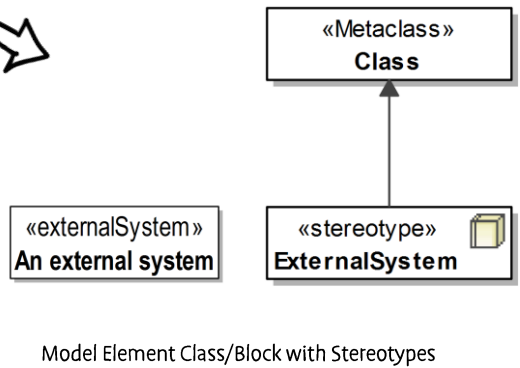 «Metaclass»
Class
«externalSystem»
An external system
«stereotype»
ExternalSystem
Model Element Class/Block with Stereotypes